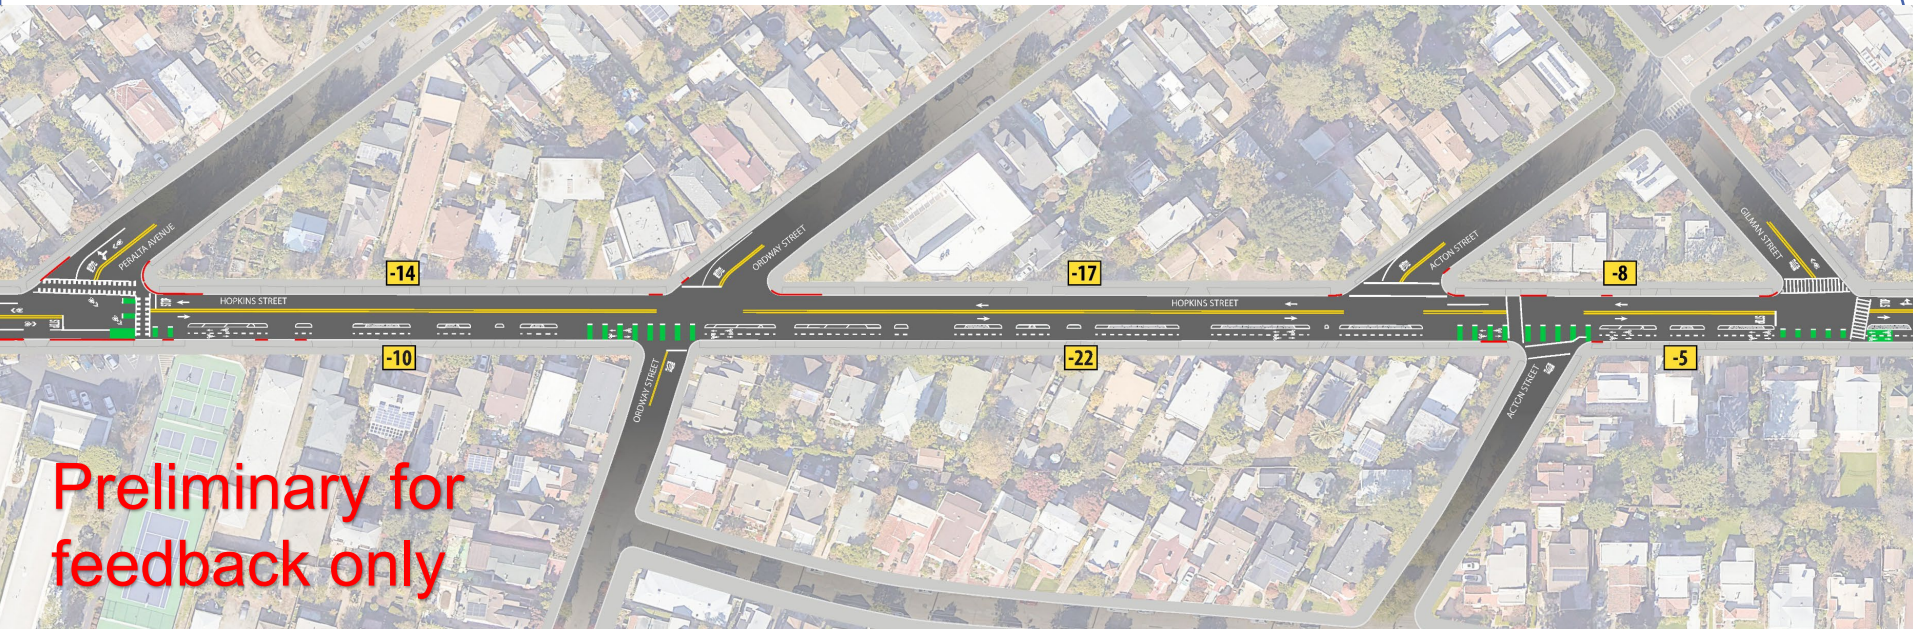 PERALTA AVENUE
ORDWAY STREET
ACTON STREET
GILMAN STREET
-14
-17
-8
HOPKINS STREET
HOPKINS STREET
-10
-22
-5
ORDWAY STREET
ACTON STREET
Preliminary for
feedback only